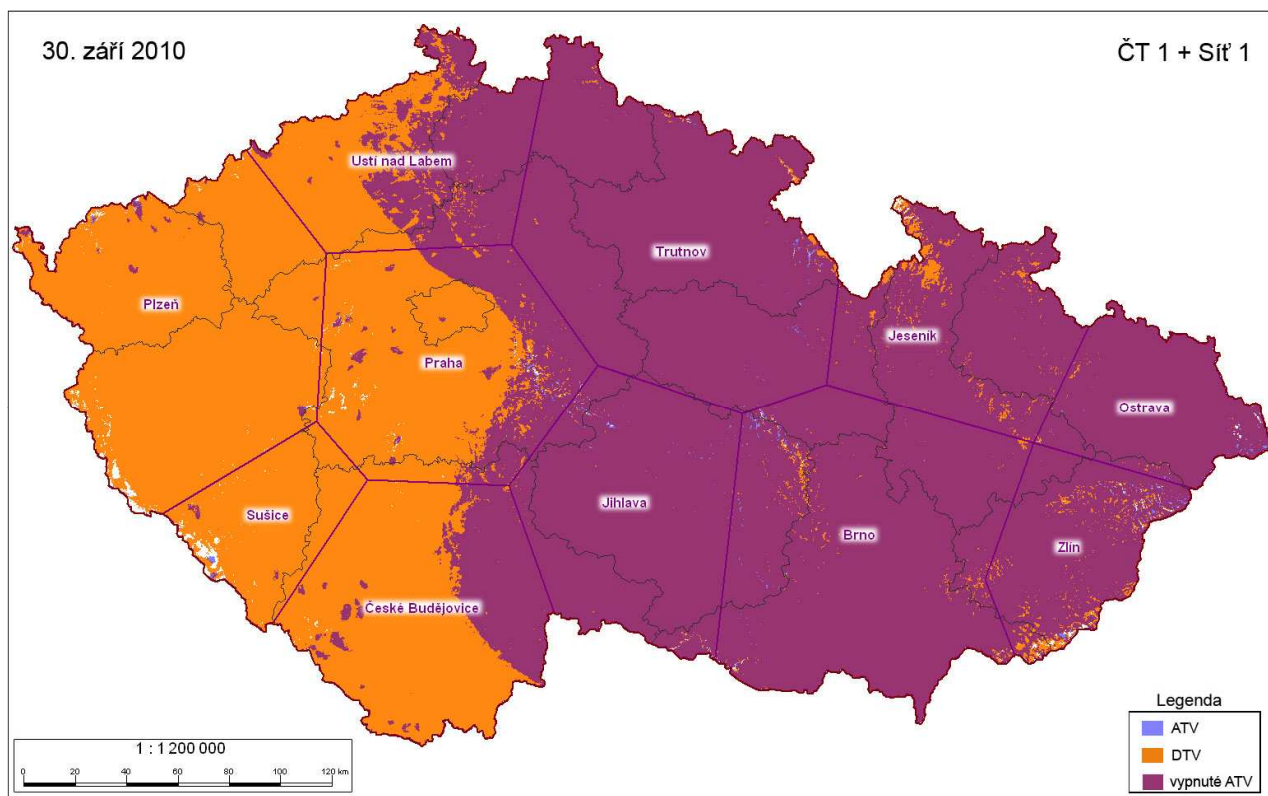 30. září 2010
ČT 1 + Síť 1
Ustí nad Labem
Trutnov
Plzeň
Jeseník
Praha
Ostrava
Sušice
Jihlava
Brno
Zlín
České Budějovice
Legenda
ATV
DTV
vypnuté ATV
1 : 1 200 000
0 20 40 60 80 100 120 km